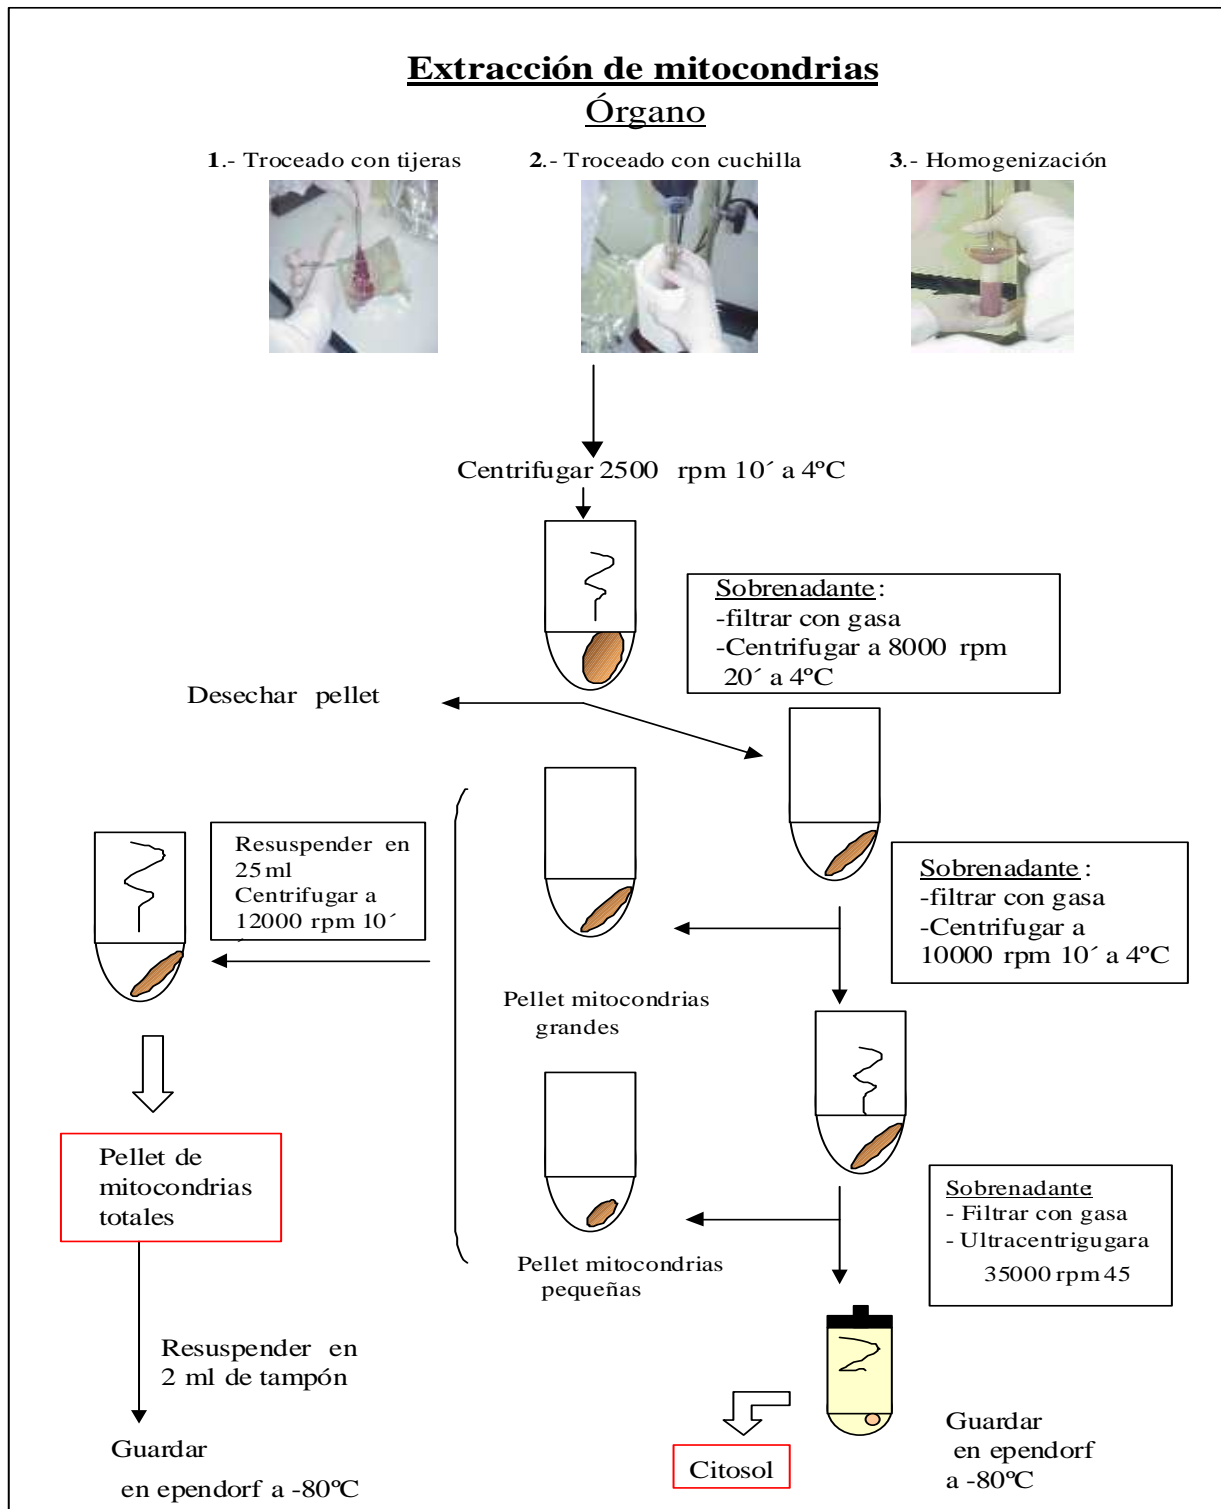 Extracción de mitocondrias
Órgano
1.- Troceado con tijeras
2.- Troceado con cuchilla
3.- Homogenización
Centrifugar 2500 rpm 10´ a 4ºC
Sobrenadante:
-filtrar con gasa
-Centrifugar a 8000 rpm
20´ a 4ºC
Desechar pellet
Resuspender en
25 ml
Centrifugar a
12000 rpm 10´
´
Sobrenadante:
-filtrar con gasa
-Centrifugar a
10000 rpm 10´ a 4ºC
Pellet mitocondrias
grandes
Pellet de
mitocondrias
totales
Sobrenadante:
- Filtrar con gasa
- Ultracentrigugara
35000 rpm 45
Pellet mitocondrias
pequeñas
Resuspender en
2 ml de tampón
Guardar
en ependorf a -80ºC
Citosol
Guardar
en ependorf
a -80ºC